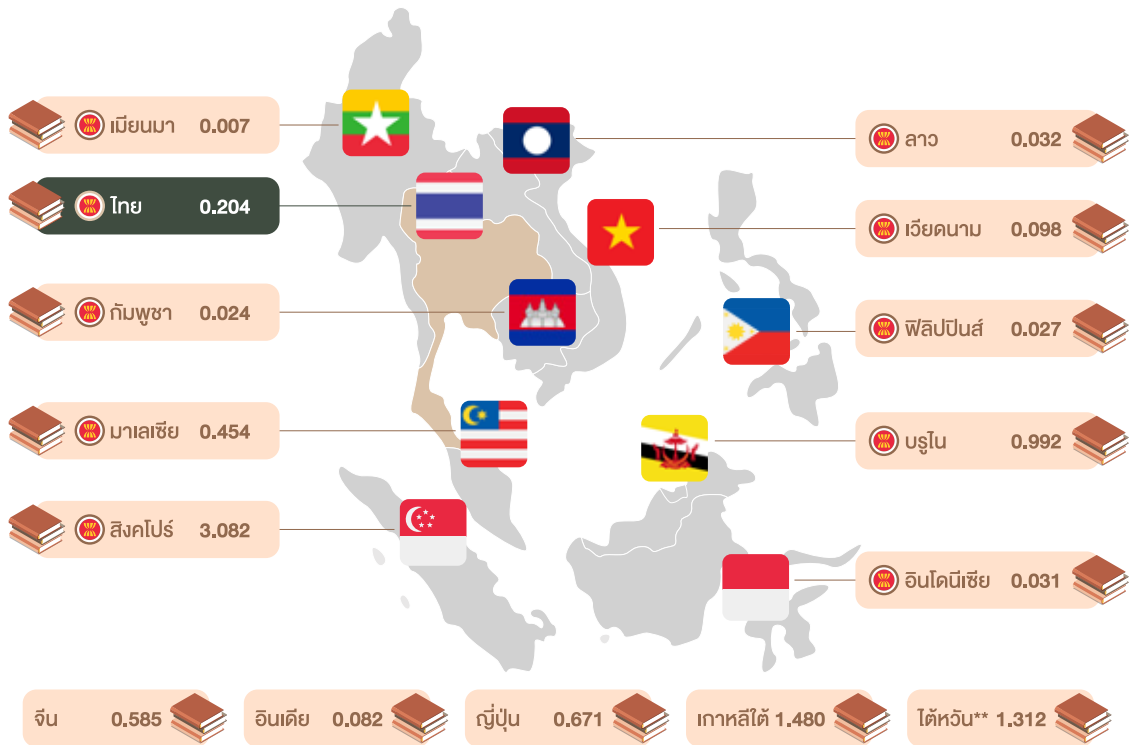 เมียนมา 0.007
ไทย 0.204
กัมพูชา 0.024
มาเลเซีย 0.454
สิงคโปร์ 3.082
ลาว 0.032
เวียดนาม 0.098
ฟิลิปปินส์ 0.027
บรูไน 0.992
อินโดนีเซีย 0.031
จีน 0.585
อินเดีย 0.082
ญี่ปุ่น 0.671
เกาหลีใต้ 1.480
ไต้หวัน** 1.312